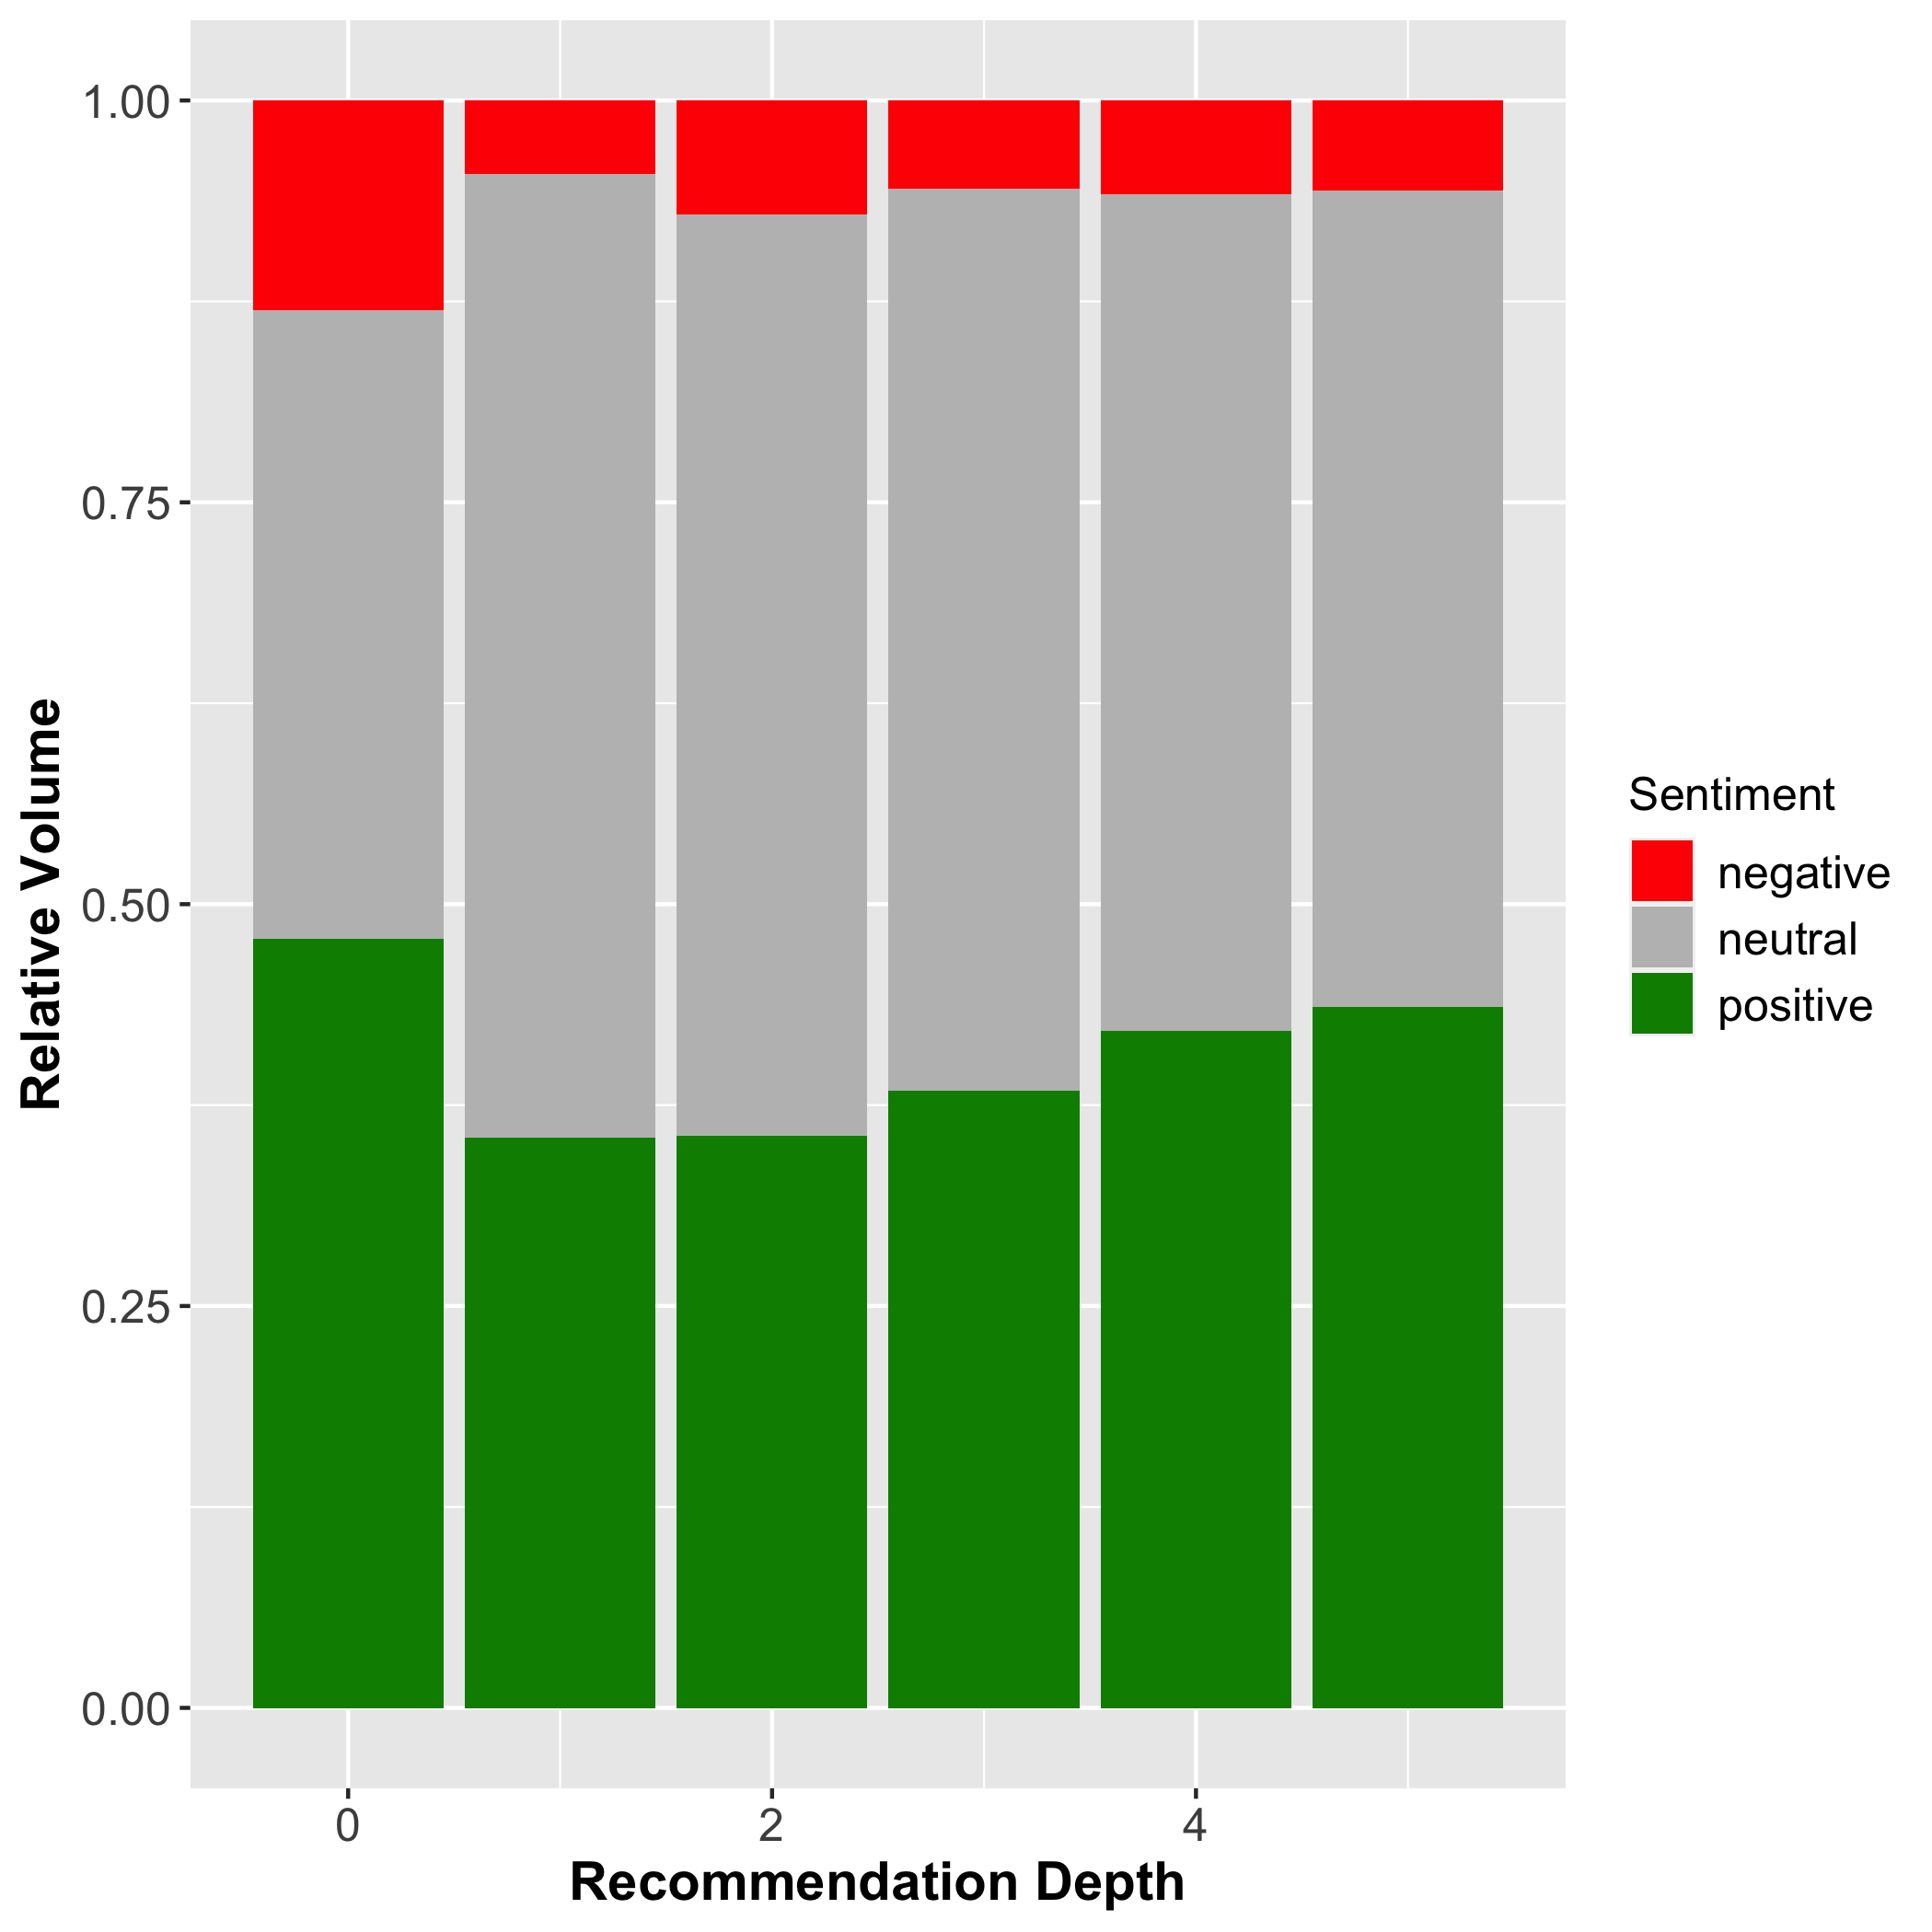 1.00
0.75
0.50
0.25
0.00
Relative Volume
0
2
4
Recommendation Depth
Sentiment
negative
neutral
positive